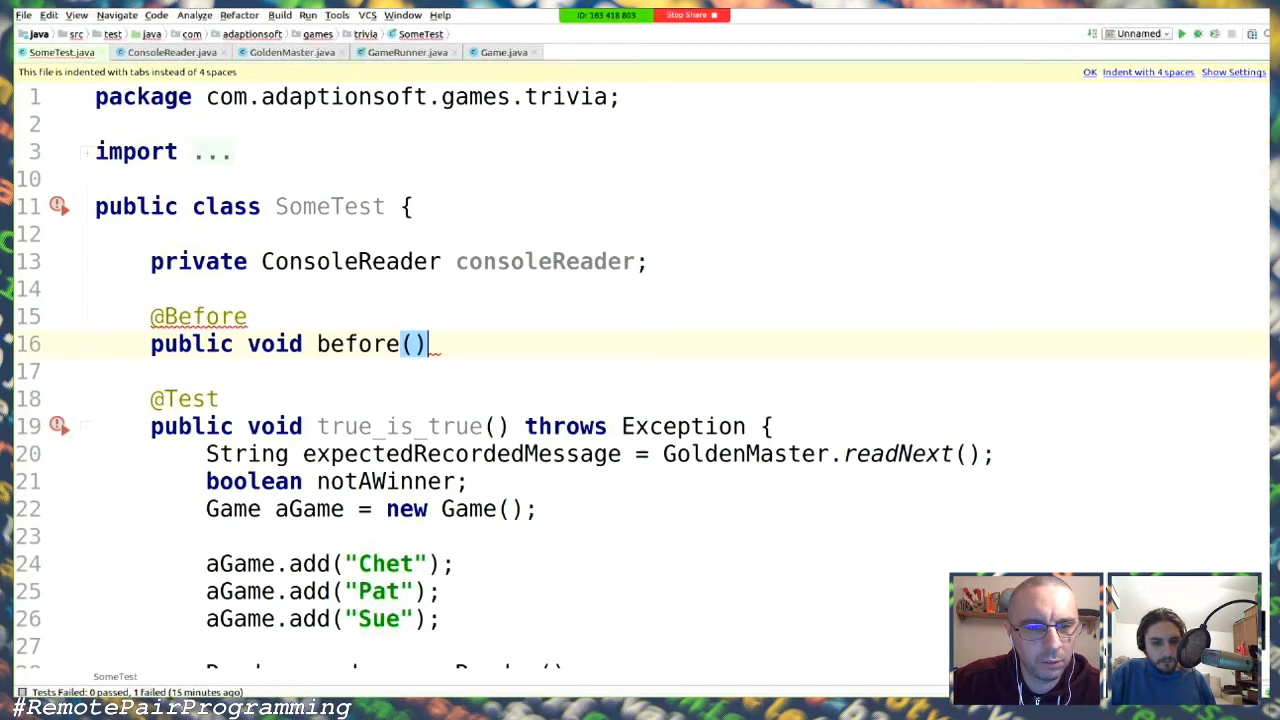 File Edit View Navigate Code Analyze Refactor Build Run Tools VCS Window Help
ID: 163 418 803 Stop Share
java src test java com adaptionsoft games trivia SomeTest Unnamed
SomeTest.java ConsoleReader.java GoldenMaster.java GameRunner.java Game.java
This file is indented with tabs instead of 4 spaces OK Indent with 4 spaces Show Settings
1 package com.adaptionsoft.games.trivia;
2
3 import ...
10
11 public class SomeTest {
12
13 private ConsoleReader consoleReader;
14
15 @Before
16 public void before()
17
18 @Test
19 public void true_is_true() throws Exception {
20 String expectedRecordedMessage = GoldenMaster.readNext();
21 boolean notAWinner;
22 Game aGame = new Game();
23
24 aGame.add("Chet");
25 aGame.add("Pat");
26 aGame.add("Sue");
27
SomeTest
Tests Failed: 0 passed, 1 failed (15 minutes ago)
#RemotePairProgramming